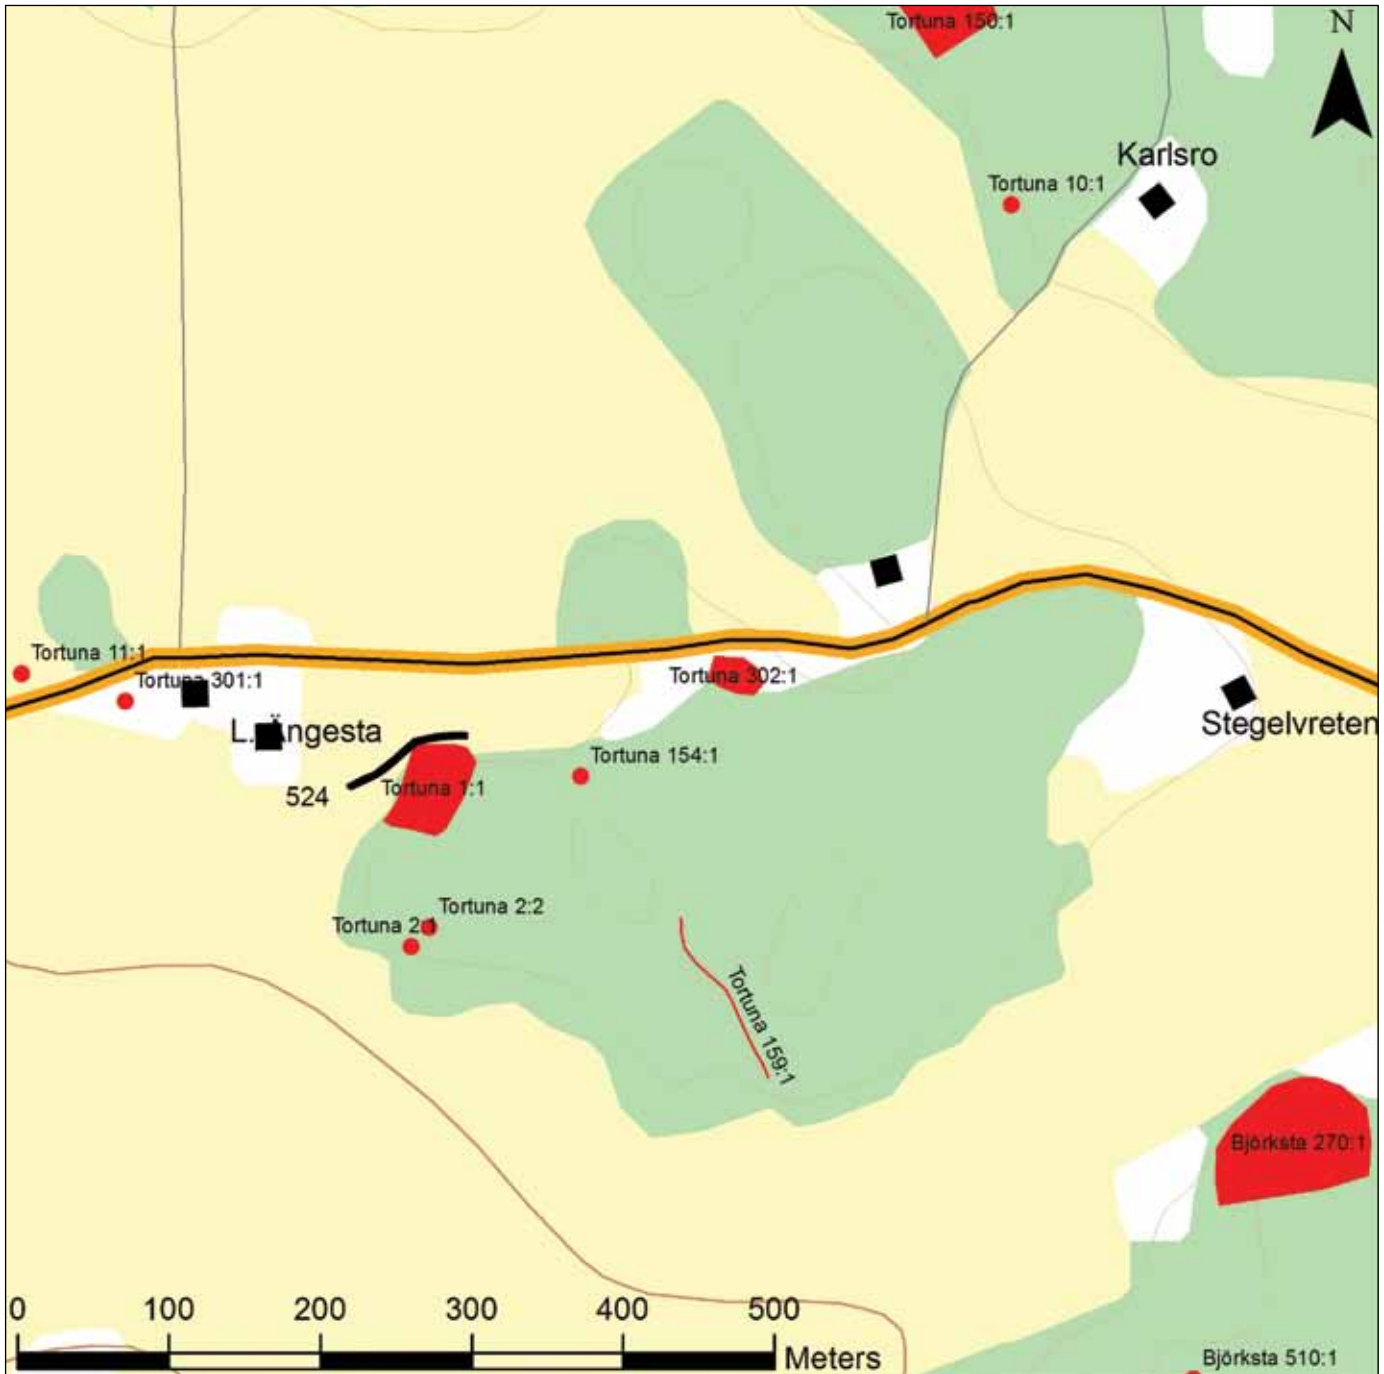 Tortuna 150:1
N
Karlsro
Tortuna 10:1
Tortuna 11:1
Tortuna 301:1
Tortuna 302:1
L. Ängesta
Stegelvreten
Tortuna 154:1
524
Tortuna 1:1
Tortuna 2:2
Tortuna 2:1
Tortuna 159:1
Björksta 270:1
0 100 200 300 400 500
Meters
Björksta 510:1